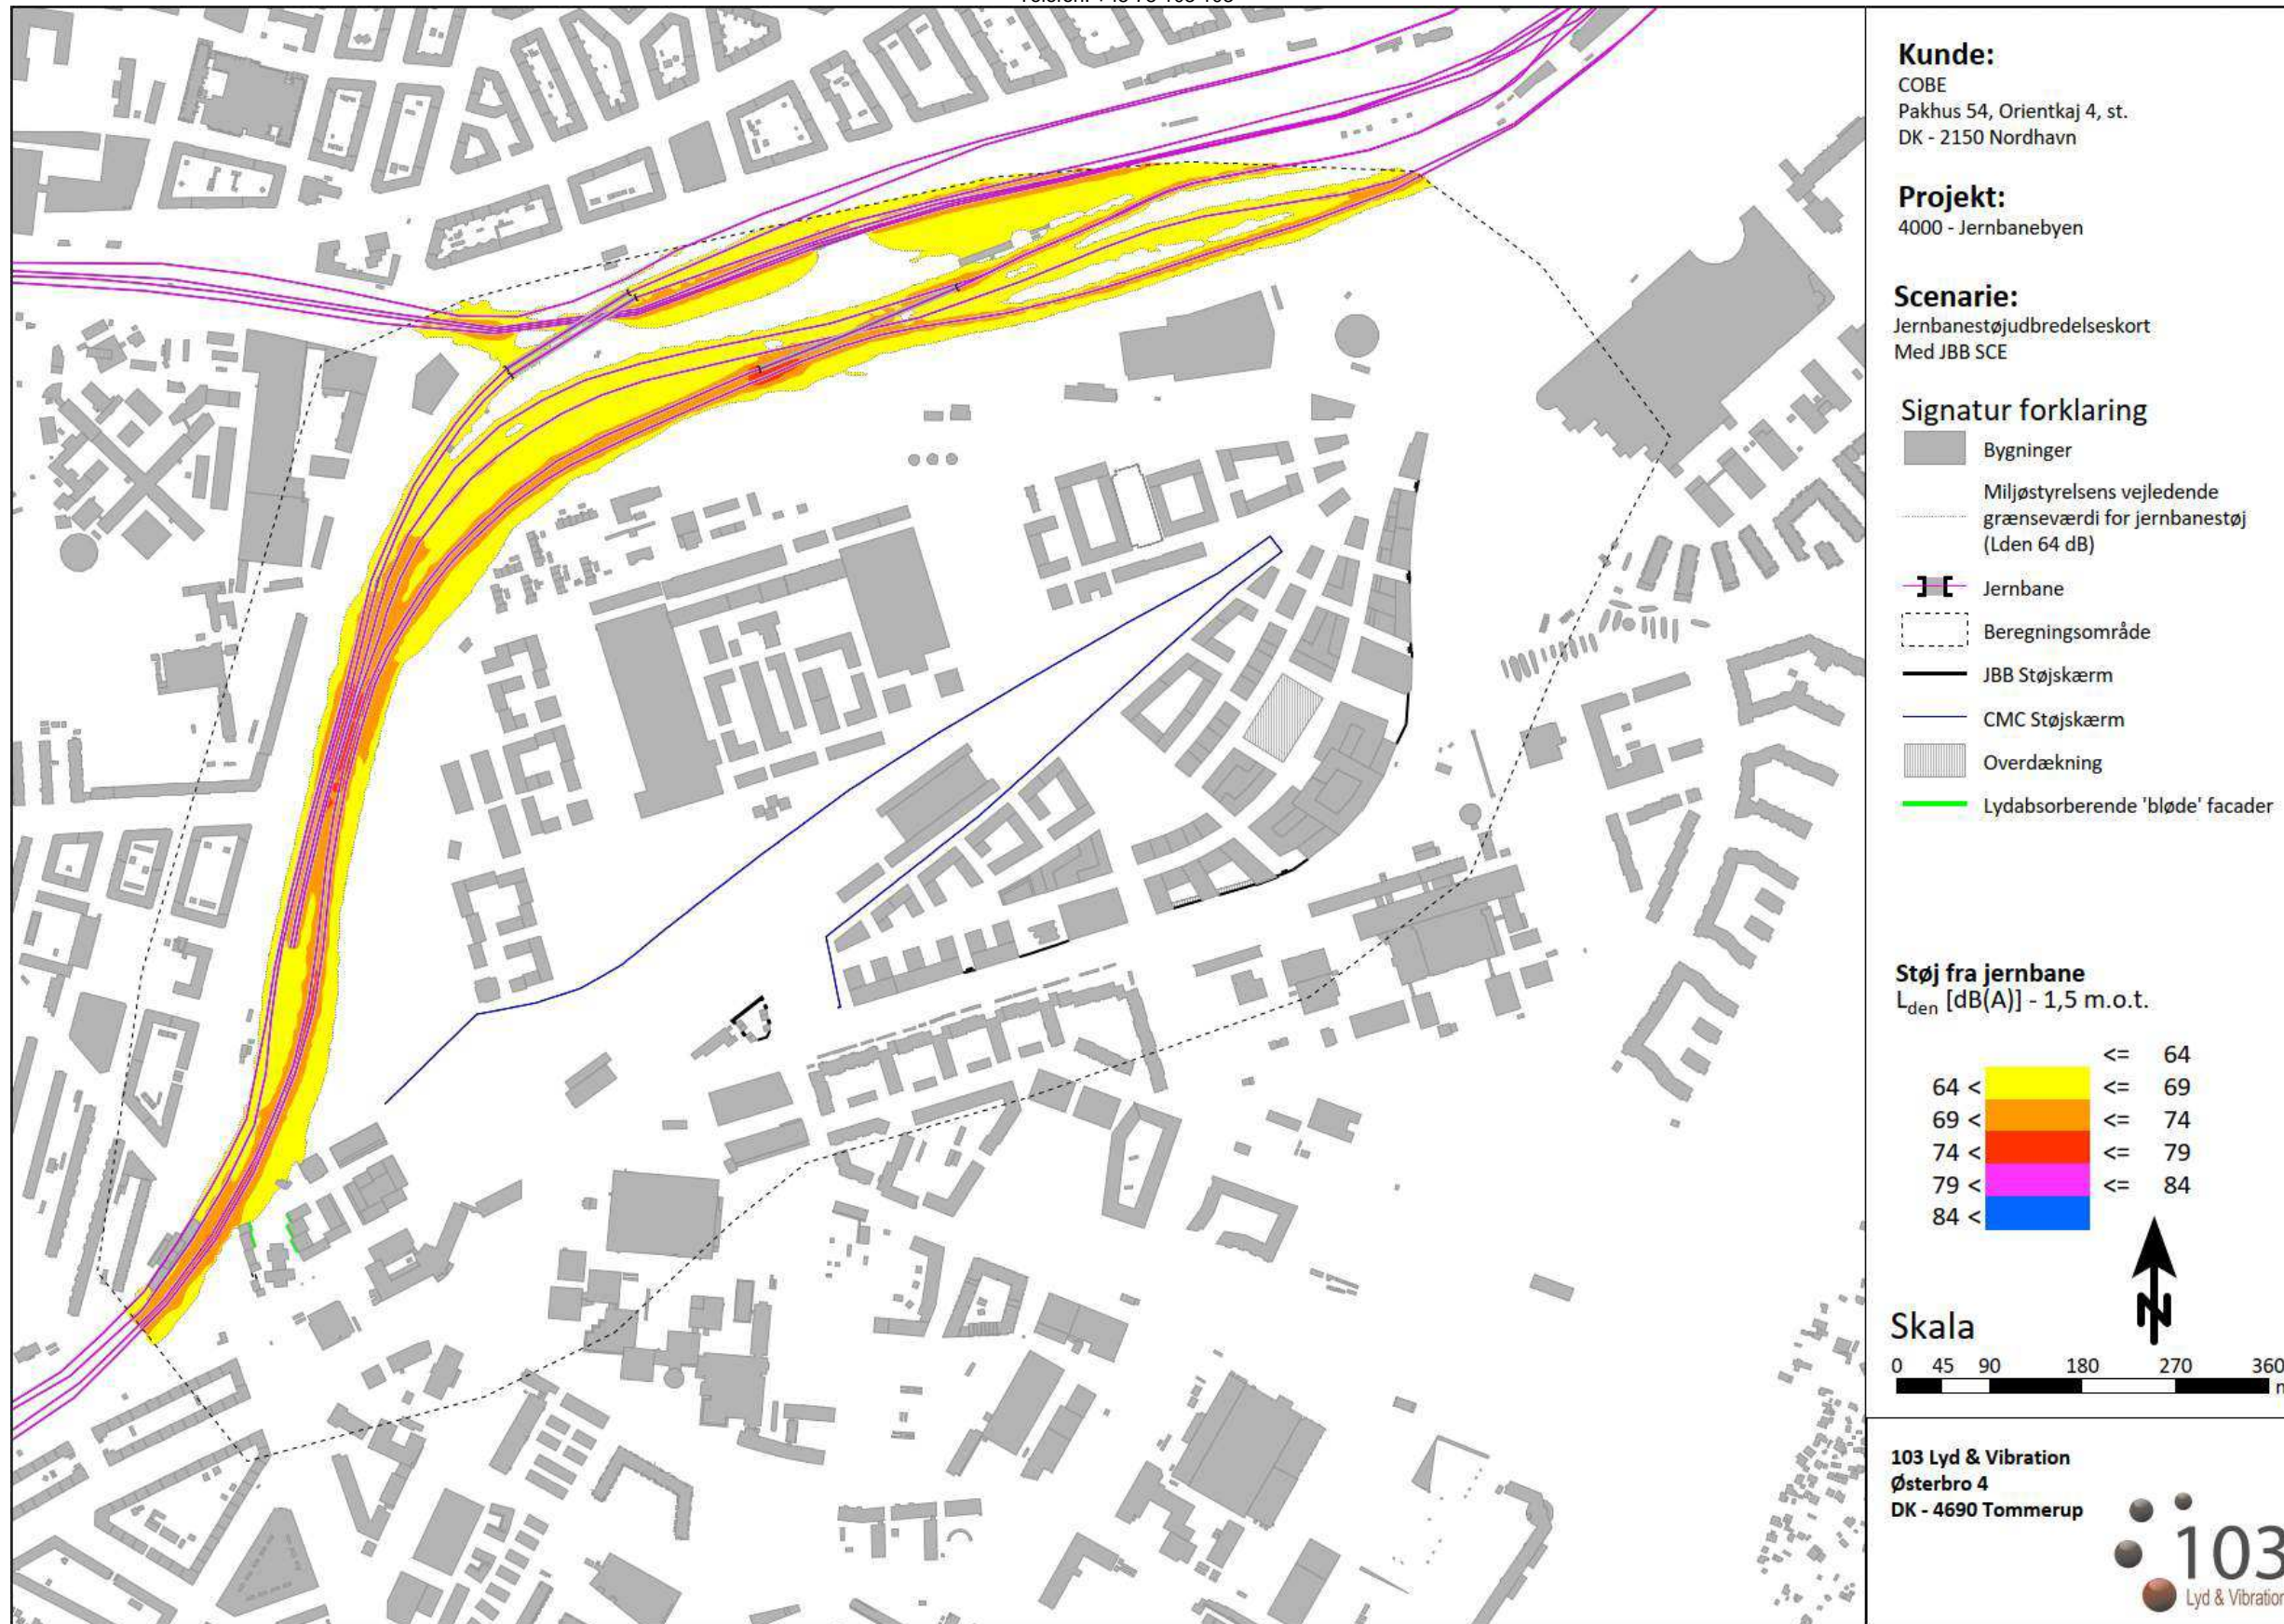 Kunde:
COBE
Pakhus 54, Orientkaj 4, st.
DK - 2150 Nordhavn
Projekt:
4000 - Jernbanebyen
Scenarie:
Jernbanestøjudbredelseskort
Med JBB SCE
Signatur forklaring
Bygninger
Miljøstyrelsens vejledende
grænseværdi for jernbanestøj
(Lden 64 dB)
Jernbane
Beregningsområde
JBB Støjskærm
CMC Støjskærm
Overdækning
Lydabsorberende 'bløde' facader
Støj fra jernbane
Lden [dB(A)] - 1,5 m.o.t.
<= 64
64 < <= 69
69 < <= 74
74 < <= 79
79 < <= 84
84 <
N
Skala
0 45 90 180 270 360
103 Lyd & Vibration
Østerbro 4
DK - 4690 Tommerup
103
Lyd & Vibration